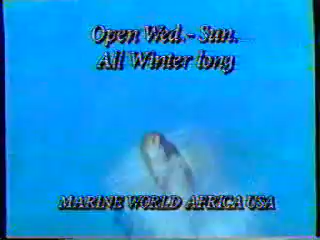 Open Wed.- Sun.
All Winter long
MARINE WORLD AFRICA USA